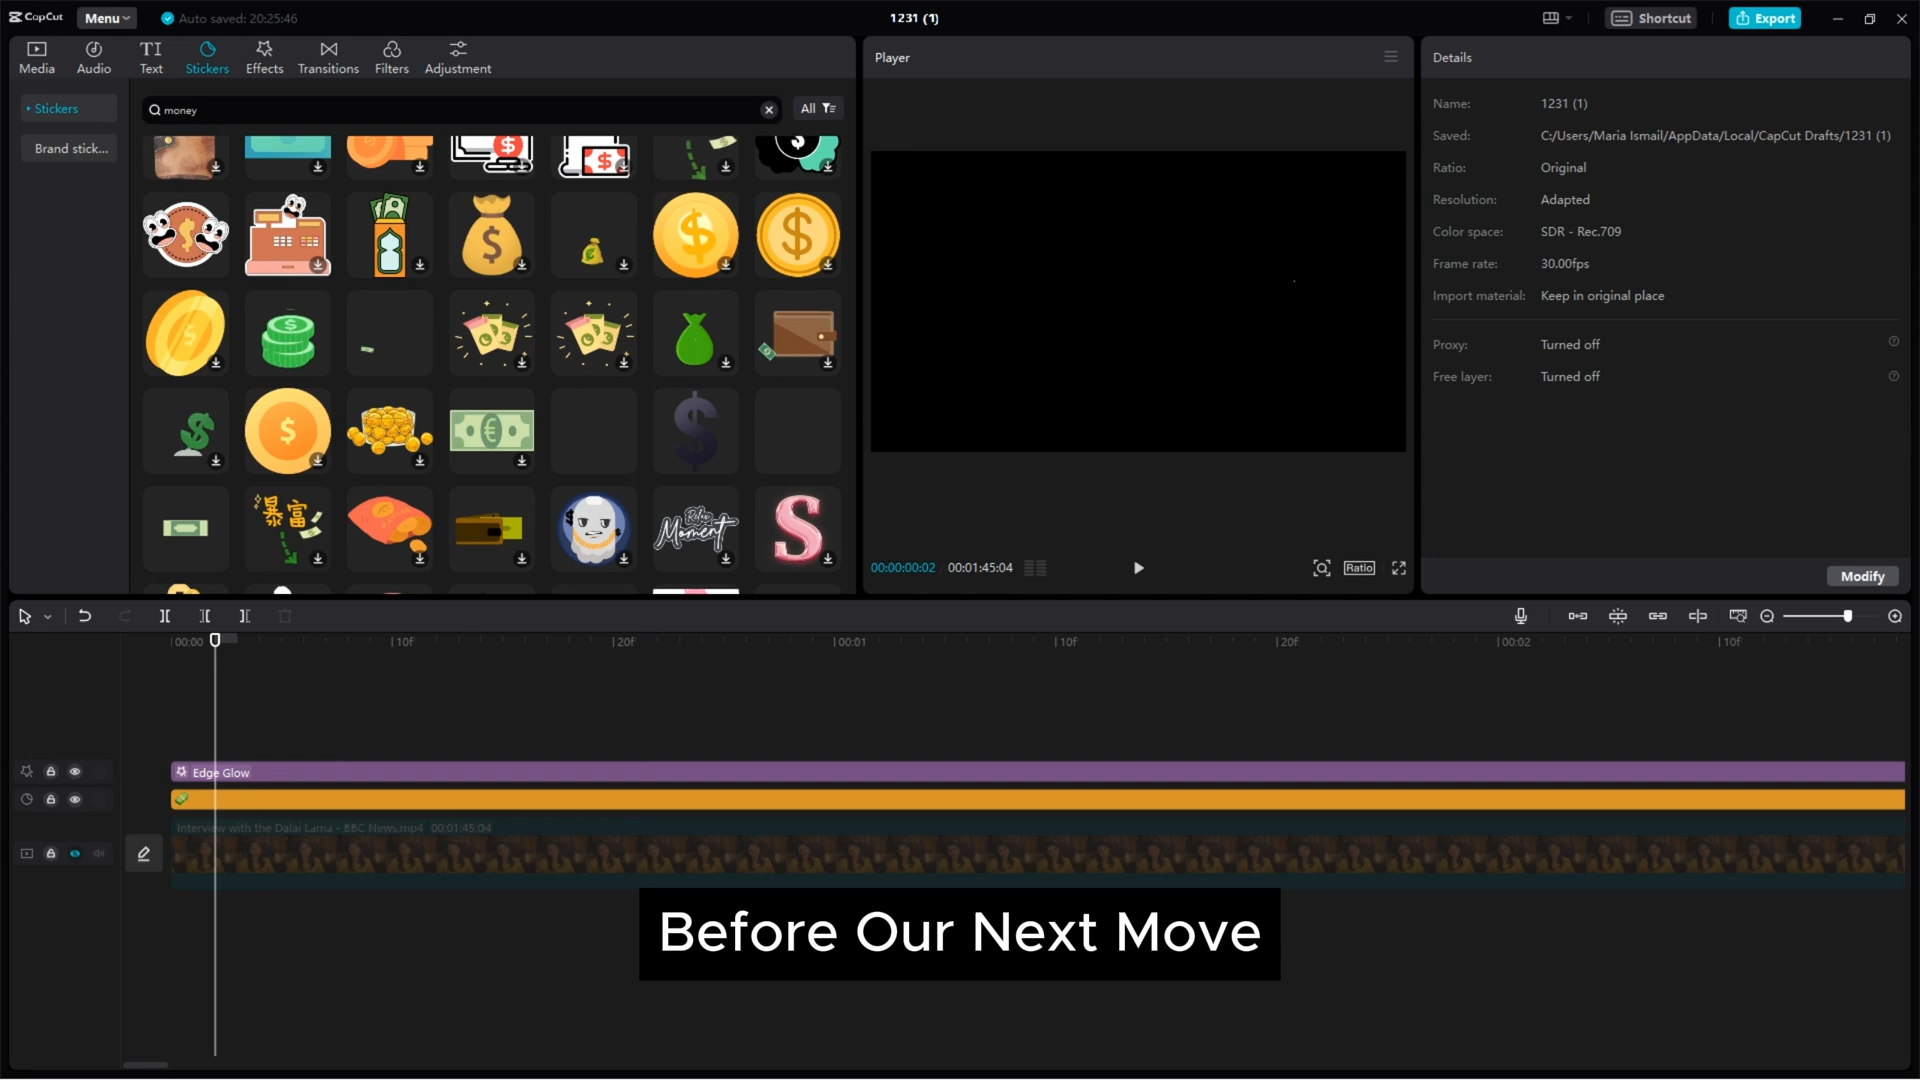 CapCut
Menu
Auto saved: 20:25:46
1231 (1)
Shortcut
Export
Media
Audio
TI
Text
Stickers
Effects
Transitions
Filters
Adjustment
Player
Details
Stickers
Brand stick...
money
All
Name:
1231 (1)
Saved:
C:/Users/Maria Ismail/AppData/Local/CapCut Drafts/1231 (1)
Ratio:
Original
Resolution:
Adapted
Color space:
SDR - Rec.709
Frame rate:
30.00fps
Import material:
Keep in original place
Proxy:
Turned off
Free layer:
Turned off
Modify
暴富
Relax
Moment
S
00:00:00:02
00:01:45:04
Ratio
00:00
10f
20f
00:01
10f
20f
00:02
10f
Edge Glow
Interview with the Dalai Lama - BBC News.mp4 00:01:45:04
Before Our Next Move